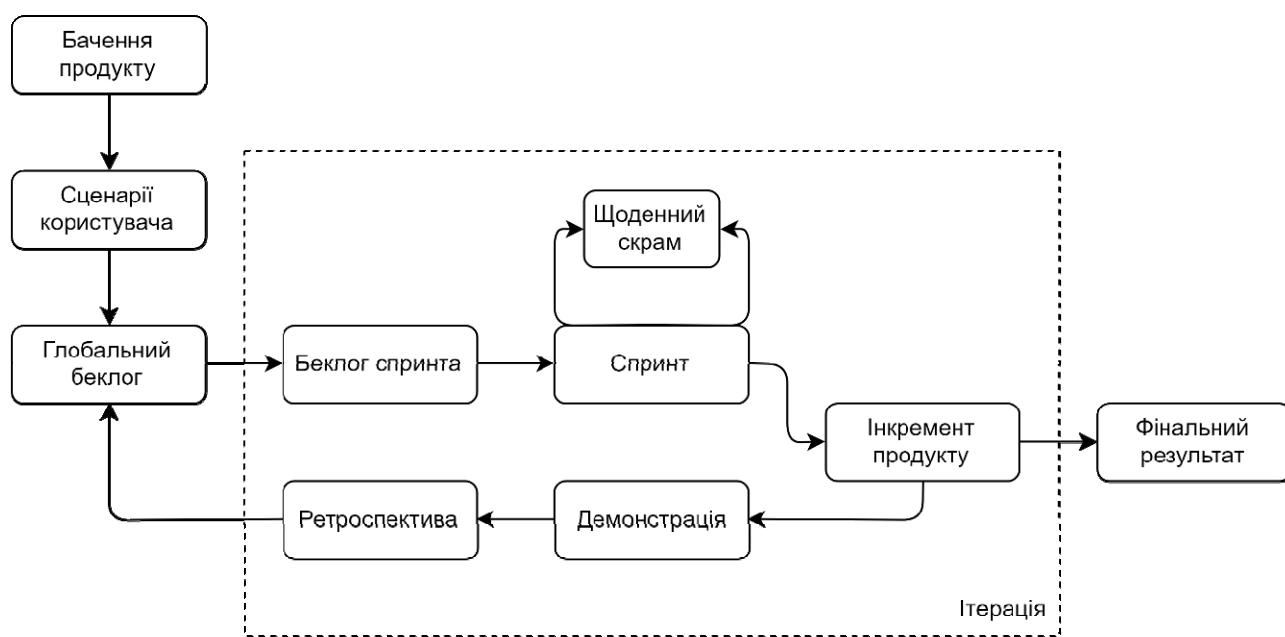 Бачення
продукту
Сценарії
користувача
Щоденний
скрам
Глобальний
беклог
Беклог спринта
Спринт
Інкремент
продукту
Фінальний
результат
Ретроспектива
Демонстрація
Ітерація